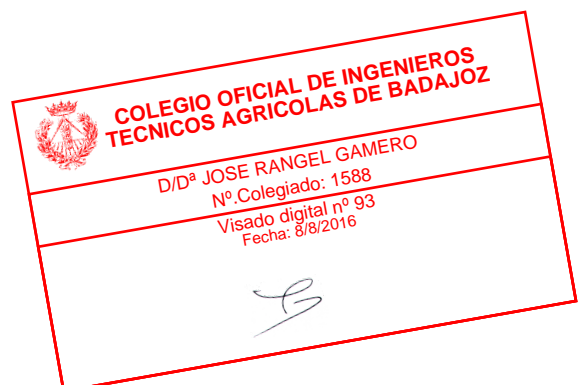 COLEGIO OFICIAL DE INGENIEROS
TECNICOS AGRICOLAS DE BADAJOZ
D/Dª JOSE RANGEL GAMERO
Nº.Colegiado: 1588
Visado digital nº 93
Fecha: 8/8/2016